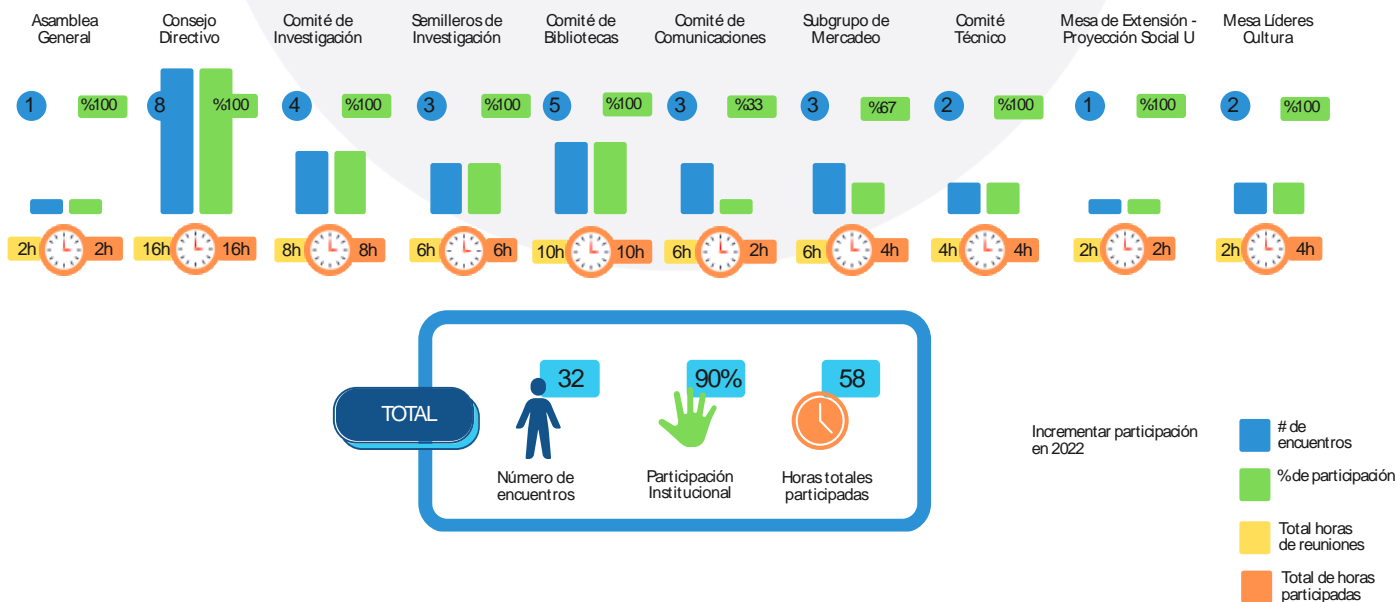 Asamblea
General
Consejo
Directivo
Comité de
Investigación
Semilleros de
Investigación
Comité de
Bibliotecas
Comité de
Comunicaciones
Subgrupo de
Mercadeo
Comité
Técnico
Mesa de Extensión -
Proyección Social U
Mesa Líderes
Cultura
1
%100
8
%100
4
%100
3
%100
5
%100
3
%33
3
%67
2
%100
1
%100
2
%100
2h
2h
16h
16h
8h
8h
6h
6h
10h
10h
6h
2h
6h
4h
4h
4h
2h
2h
2h
4h
TOTAL
32
Número de
encuentros
90%
Participación
Institucional
58
Horas totales
participadas
Incrementar participación
en 2022
# de
encuentros
% de participación
Total horas
de reuniones
Total de horas
participadas